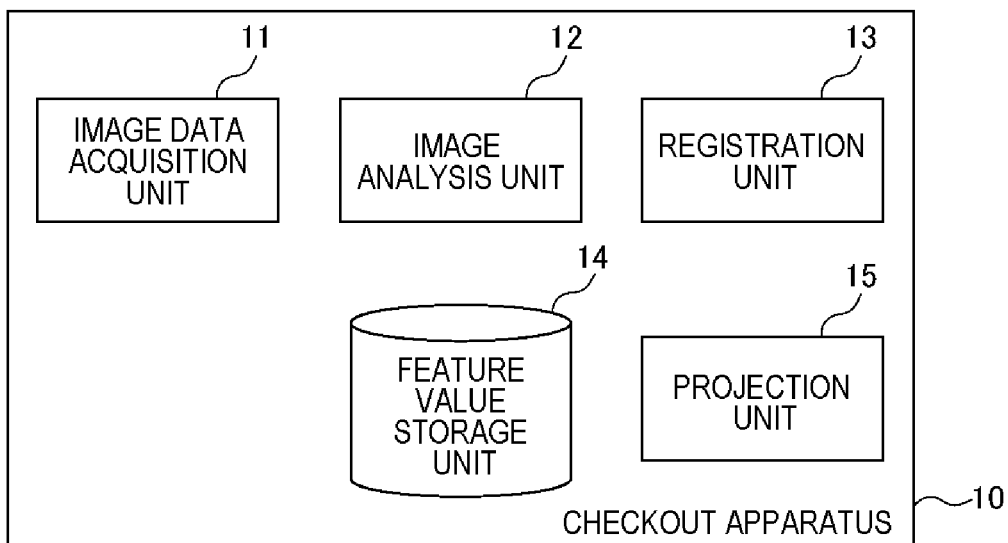 11
IMAGE DATA
ACQUISITION
UNIT
12
IMAGE
ANALYSIS UNIT
13
REGISTRATION
UNIT
14
FEATURE
VALUE
STORAGE
UNIT
15
PROJECTION
UNIT
10
CHECKOUT APPARATUS